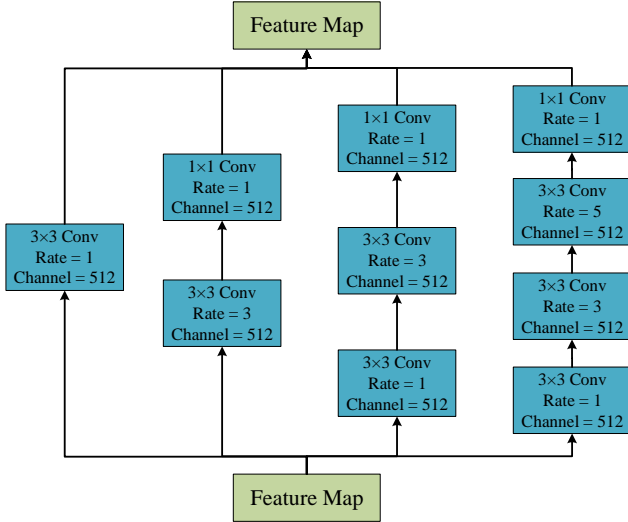 Feature Map
3×3 Conv
Rate = 1
Channel = 512
1×1 Conv
Rate = 1
Channel = 512
3×3 Conv
Rate = 3
Channel = 512
1×1 Conv
Rate = 1
Channel = 512
3×3 Conv
Rate = 3
Channel = 512
3×3 Conv
Rate = 1
Channel = 512
1×1 Conv
Rate = 1
Channel = 512
3×3 Conv
Rate = 5
Channel = 512
3×3 Conv
Rate = 3
Channel = 512
3×3 Conv
Rate = 1
Channel = 512
Feature Map